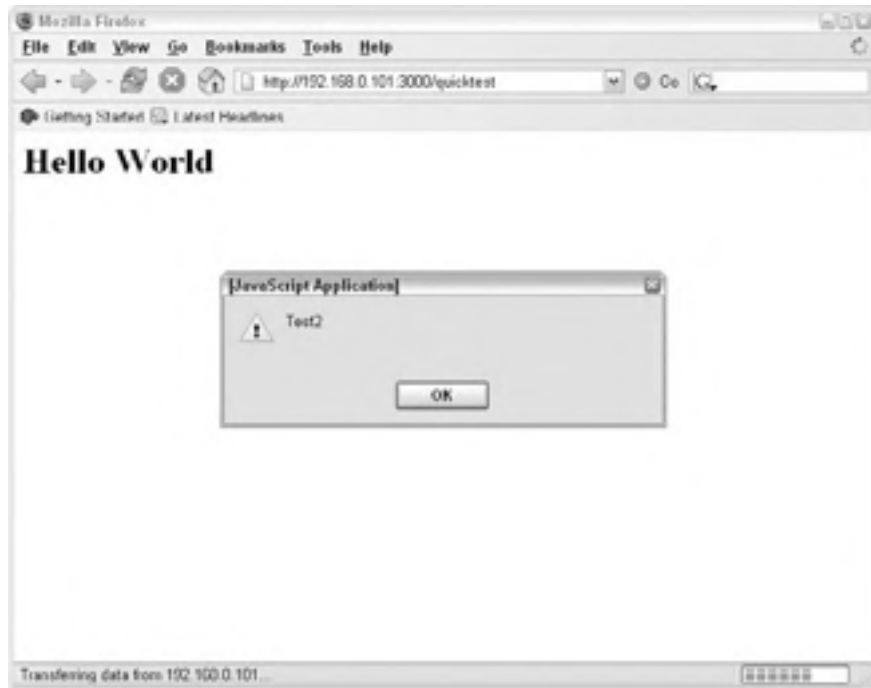 Mozilla Firefox
File Edit View Go Bookmarks Tools Help
http://192.168.0.101:3000/quicktest Go G
Getting Started Latest Headlines
Hello World
[JavaScript Application]
Test2
OK
Transferring data from 192.168.0.101...